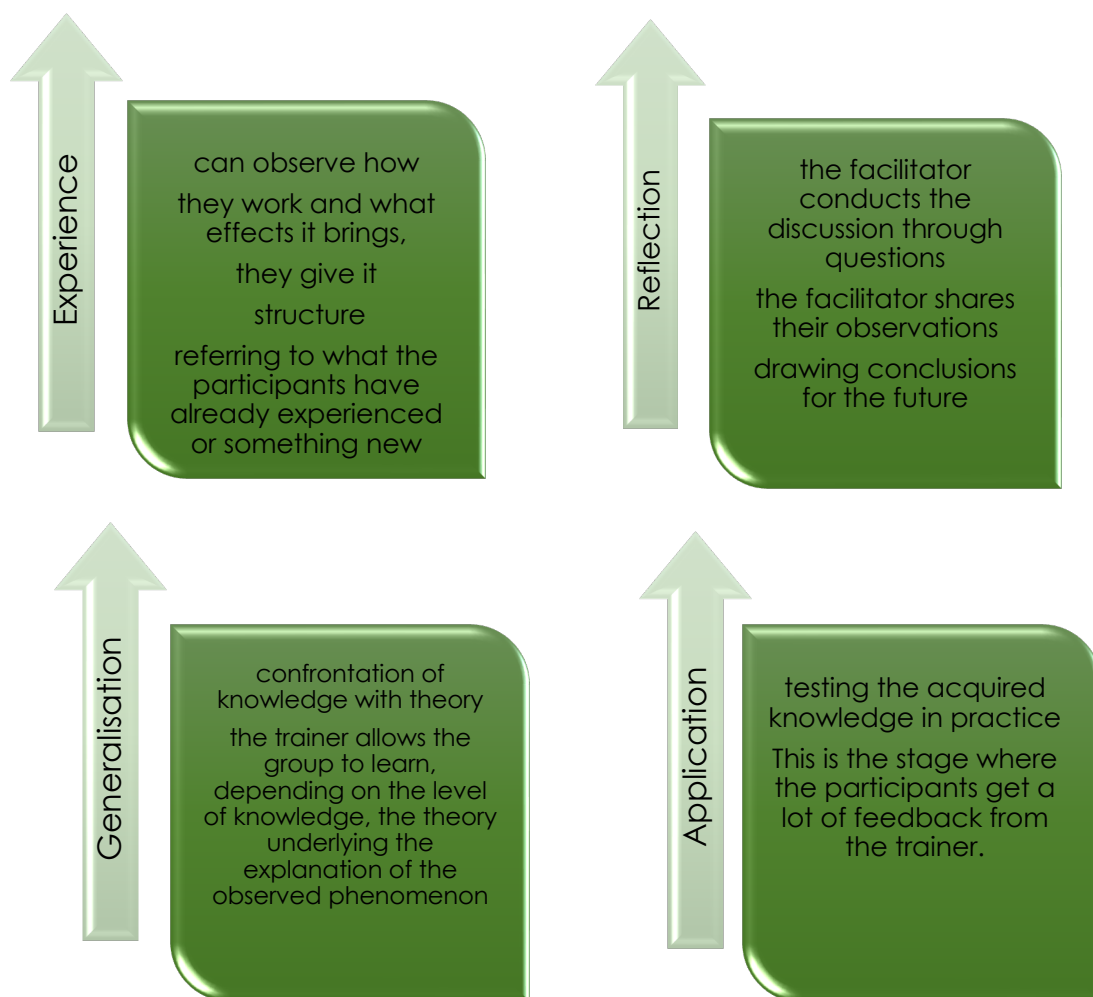 Experience
can observe how
they work and what
effects it brings,
they give it
structure
referring to what the
participants have
already experienced
or something new
Reflection
the facilitator
conducts the
discussion through
questions
the facilitator shares
their observations
drawing conclusions
for the future
Generalisation
confrontation of
knowledge with theory
the trainer allows the
group to learn,
depending on the level
of knowledge, the theory
underlying the
explanation of the
observed phenomenon
Application
testing the acquired
knowledge in practice
This is the stage where
the participants get a
lot of feedback from
the trainer.